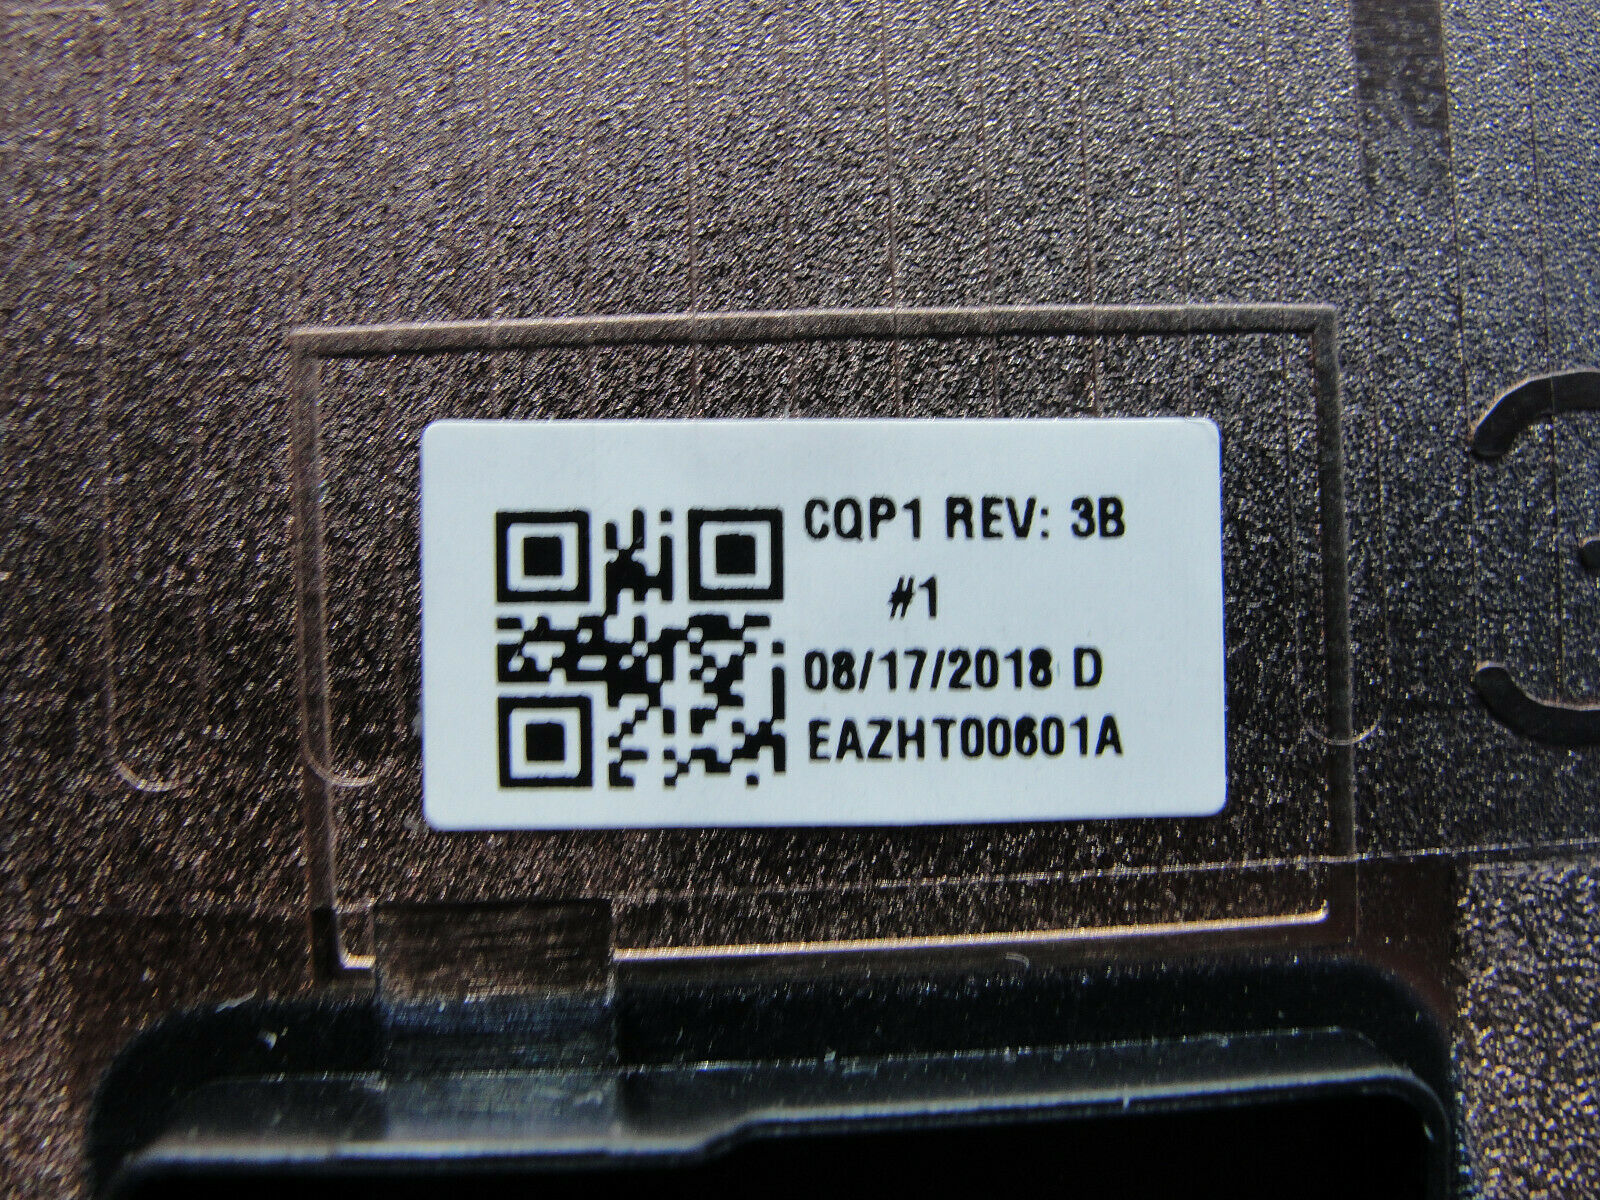 CQP1 REV: 3B
#1
08/17/2018 D
EAZHT00601A